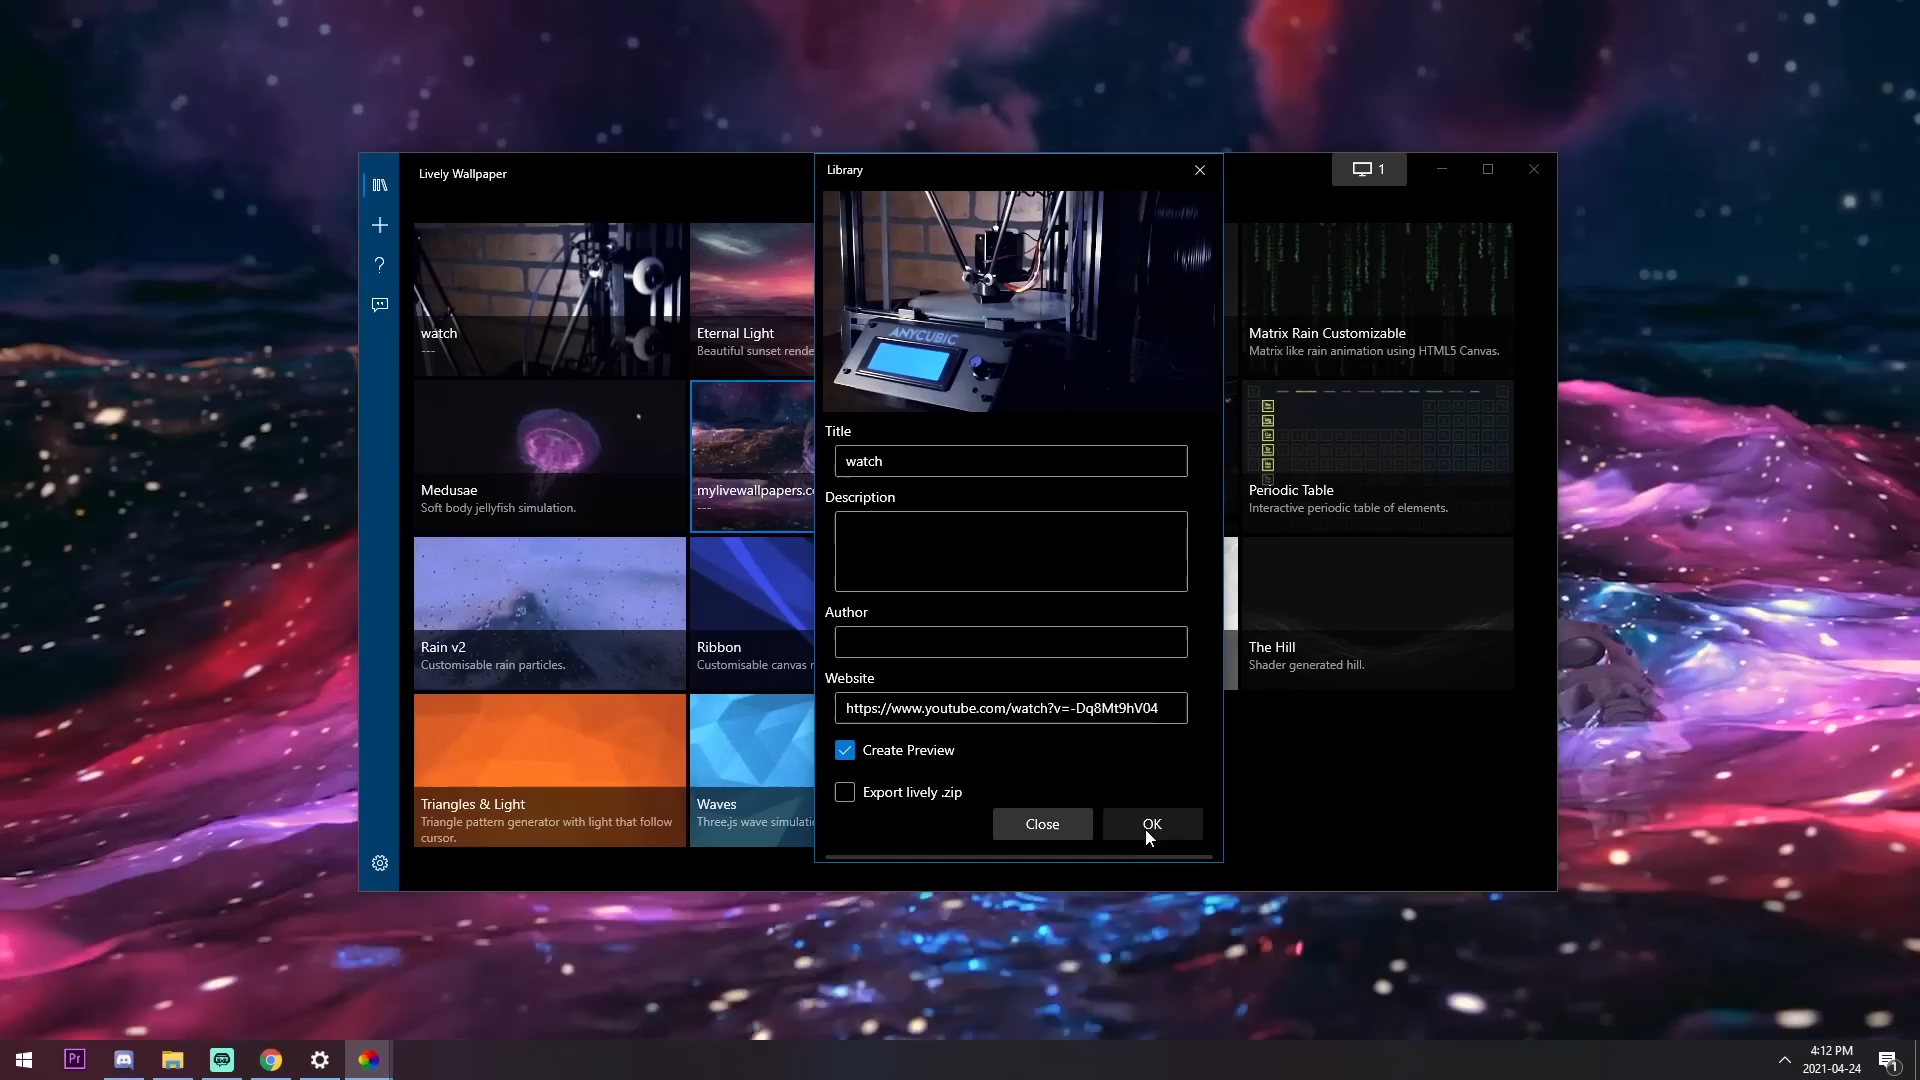 Lively Wallpaper
1
watch
---
Eternal Light
Beautiful sunset rende
Matrix Rain Customizable
Matrix like rain animation using HTML5 Canvas.
Medusae
Soft body jellyfish simulation.
mylivewallpapers.c
---
Periodic Table
Interactive periodic table of elements.
Rain v2
Customisable rain particles.
Ribbon
Customisable canvas
The Hill
Shader generated hill.
Triangles & Light
Triangle pattern generator with light that follow
cursor.
Waves
Three.js wave simulati
Library
ANYCUBIC
Title
watch
Description
Author
Website
https://www.youtube.com/watch?v=-Dq8Mt9hV04
Create Preview
Export lively .zip
Close
OK
Pr
4:12 PM
2021-04-24
1